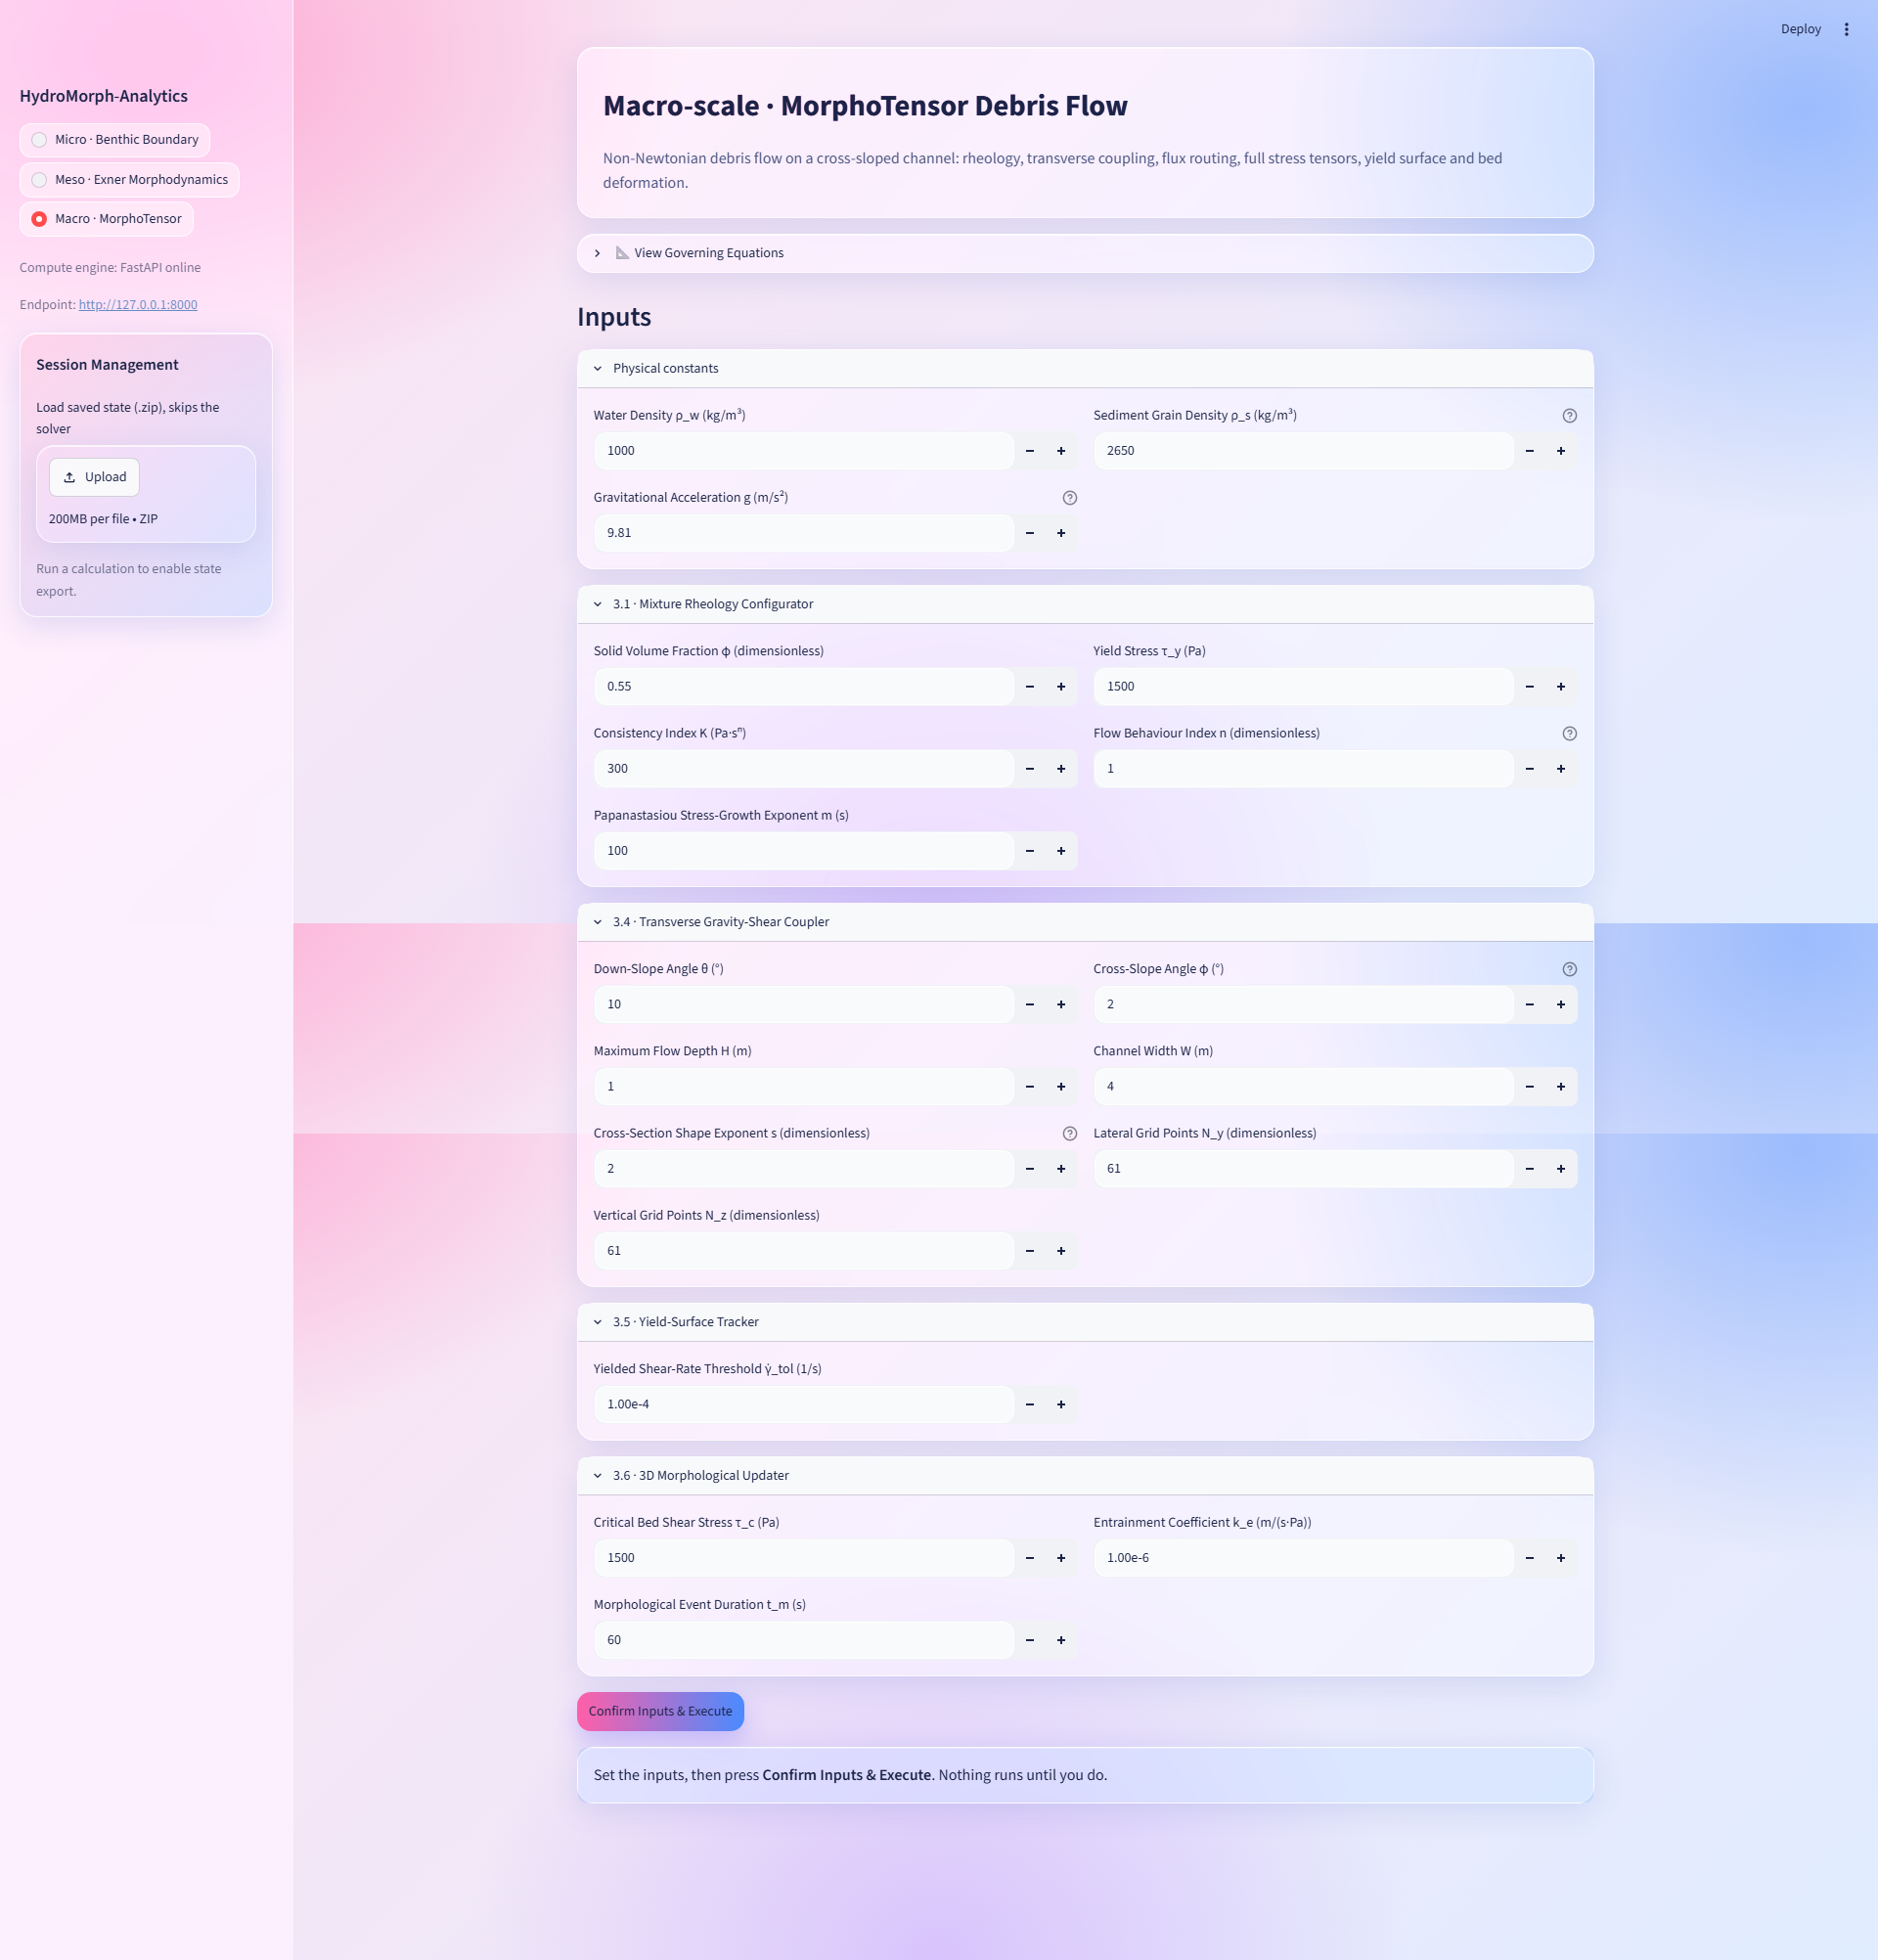 Deploy
HydroMorph-Analytics
Micro · Benthic Boundary
Meso · Exner Morphodynamics
Macro · MorphoTensor
Compute engine: FastAPI online
Endpoint: http://127.0.0.1:8000
Session Management
Load saved state (.zip), skips the
solver
Upload
200MB per file • ZIP
Run a calculation to enable state
export.
Macro-scale · MorphoTensor Debris Flow
Non-Newtonian debris flow on a cross-sloped channel: rheology, transverse coupling, flux routing, full stress tensors, yield surface and bed
deformation.
📐 View Governing Equations
Inputs
Physical constants
Water Density ρ_w (kg/m³)
1000
Sediment Grain Density ρ_s (kg/m³)
2650
Gravitational Acceleration g (m/s²)
9.81
3.1 · Mixture Rheology Configurator
Solid Volume Fraction ϕ (dimensionless)
0.55
Yield Stress τ_y (Pa)
1500
Consistency Index K (Pa·sⁿ)
300
Flow Behaviour Index n (dimensionless)
1
Papanastasiou Stress-Growth Exponent m (s)
100
3.4 · Transverse Gravity-Shear Coupler
Down-Slope Angle θ (°)
10
Cross-Slope Angle ϕ (°)
2
Maximum Flow Depth H (m)
1
Channel Width W (m)
4
Cross-Section Shape Exponent s (dimensionless)
2
Lateral Grid Points N_y (dimensionless)
61
Vertical Grid Points N_z (dimensionless)
61
3.5 · Yield-Surface Tracker
Yielded Shear-Rate Threshold γ̇_tol (1/s)
1.00e-4
3.6 · 3D Morphological Updater
Critical Bed Shear Stress τ_c (Pa)
1500
Entrainment Coefficient k_e (m/(s·Pa))
1.00e-6
Morphological Event Duration t_m (s)
60
Confirm Inputs & Execute
Set the inputs, then press Confirm Inputs & Execute. Nothing runs until you do.